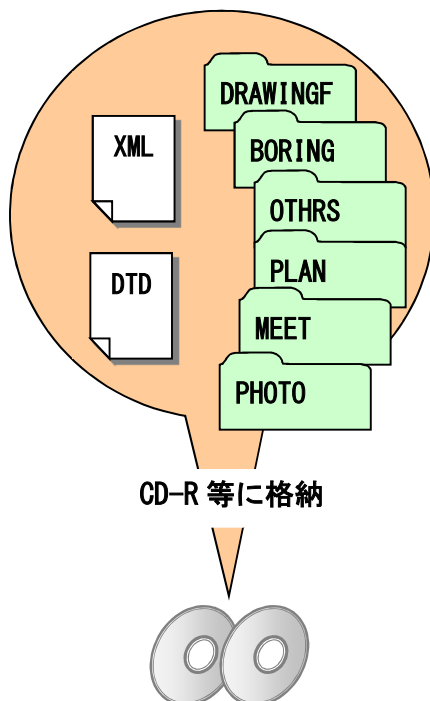 DRAWINGF
XML
BORING
OTHRS
DTD
PLAN
MEET
PHOTO
CD-R 等に格納